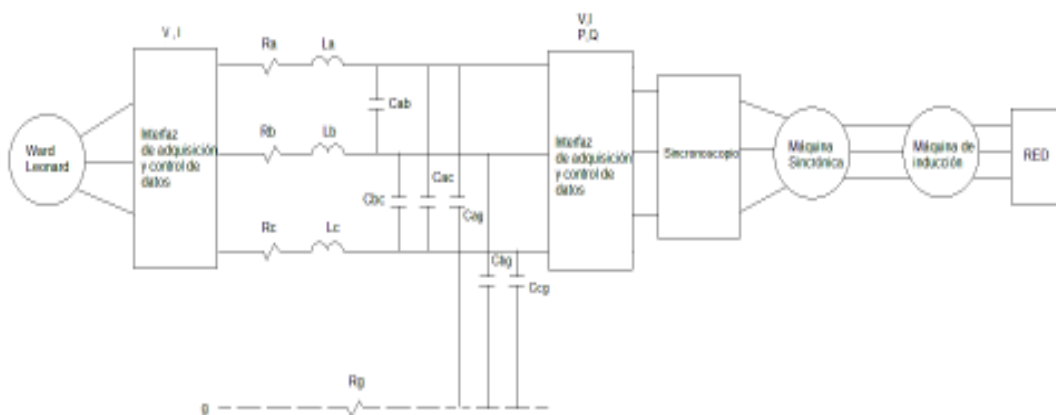 V, I
V,I
P,Q
Ra
La
Cab
Ward
Leonard
Interfaz
de adquisición
y control de
datos
Rb
Lb
Interfaz
de adquisición
y control de
datos
Sincronoscopio
Máquina
Sincrónica
Máquina de
inducción
RED
Cbc
Cac
Cag
Rc
Lc
Cbg
Ccg
Rg
g